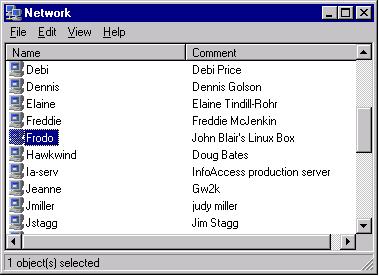 Network
File Edit View Help
Name Comment
Debi Debi Price
Dennis Dennis Golson
Elaine Elaine Tindill-Rohr
Freddie Freddie McJenkin
Frodo John Blair's Linux Box
Hawkwind Doug Bates
Ia-serv InfoAccess production server
Jeanne Gw2k
Jmiller judy miller
Jstagg Jim Stagg
1 object(s) selected